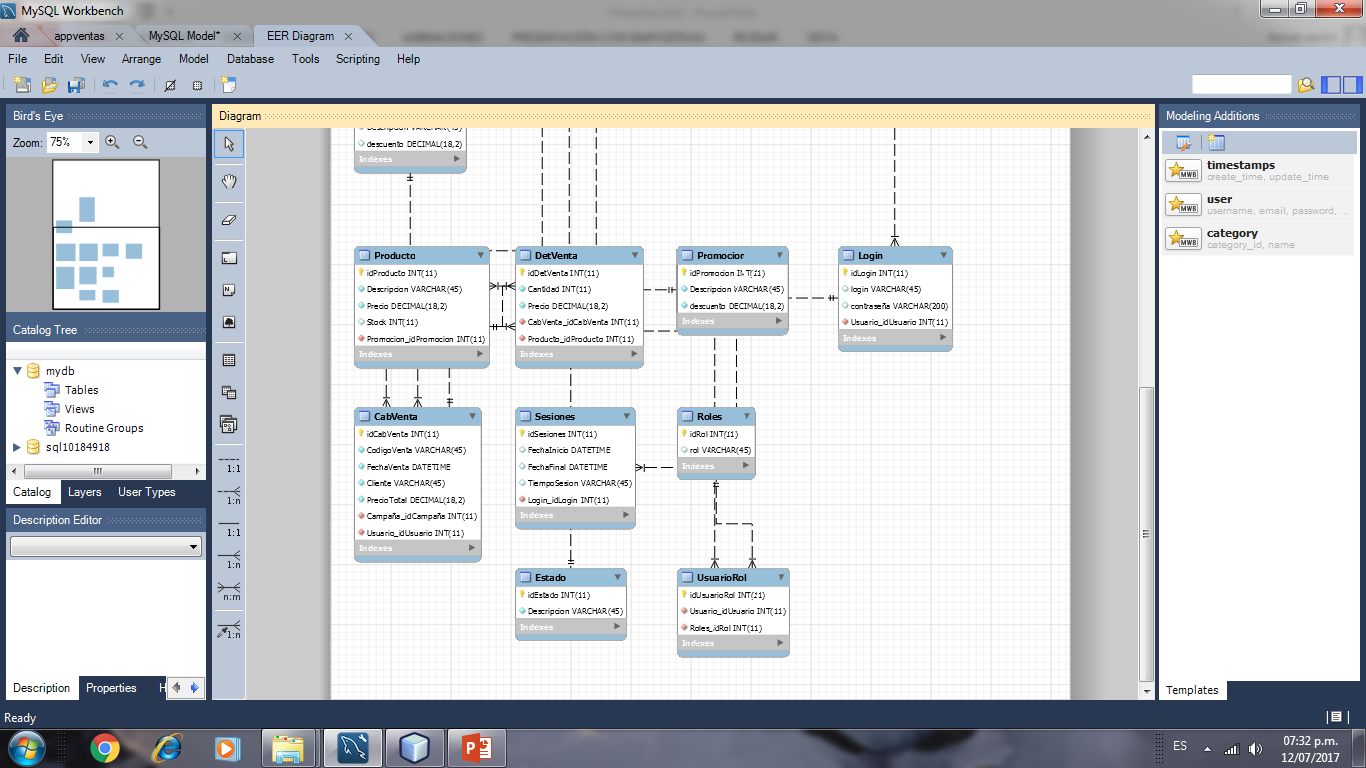 MySQL Workbench
appventas
MySQL Model*
EER Diagram
File Edit View Arrange Model Database Tools Scripting Help
Bird's Eye
Zoom: 75%
Catalog Tree
mydb
Tables
Views
Routine Groups
sql10184918
Catalog Layers User Types
Description Editor
Description Properties H
Diagram
1:1
1:n
1:1
1:n
n:m
1:n
descuento DECIMAL(18,2)
Indexes
Producto
idProducto INT(11)
Descripcion VARCHAR(45)
Precio DECIMAL(18,2)
Stock INT(11)
Promocion_idPromocion INT(11)
Indexes
DetVenta
idDetVenta INT(11)
Cantidad INT(11)
Precio DECIMAL(18,2)
CabVenta_idCabVenta INT(11)
Producto_idProducto INT(11)
Indexes
Promocion
idPromocion INT(11)
Descripcion VARCHAR(45)
descuento DECIMAL(18,2)
Indexes
Login
idLogin INT(11)
login VARCHAR(45)
contraseña VARCHAR(200)
Usuario_idUsuario INT(11)
Indexes
CabVenta
idCabVenta INT(11)
CodigoVenta VARCHAR(45)
FechaVenta DATETIME
Cliente VARCHAR(45)
PrecioTotal DECIMAL(18,2)
Campaña_idCampaña INT(11)
Usuario_idUsuario INT(11)
Indexes
Sesiones
idSesiones INT(11)
FechaInicio DATETIME
FechaFinal DATETIME
TiempoSesion VARCHAR(45)
Login_idLogin INT(11)
Indexes
Roles
idRol INT(11)
rol VARCHAR(45)
Indexes
Estado
idEstado INT(11)
Descripcion VARCHAR(45)
Indexes
UsuarioRol
idUsuarioRol INT(11)
Usuario_idUsuario INT(11)
Roles_idRol INT(11)
Indexes
Modeling Additions
timestamps
create_time, update_time
user
username, email, password, ...
category
category_id, name
MWB
MWB
MWB
Templates
Ready
ES
07:32 p.m.
12/07/2017